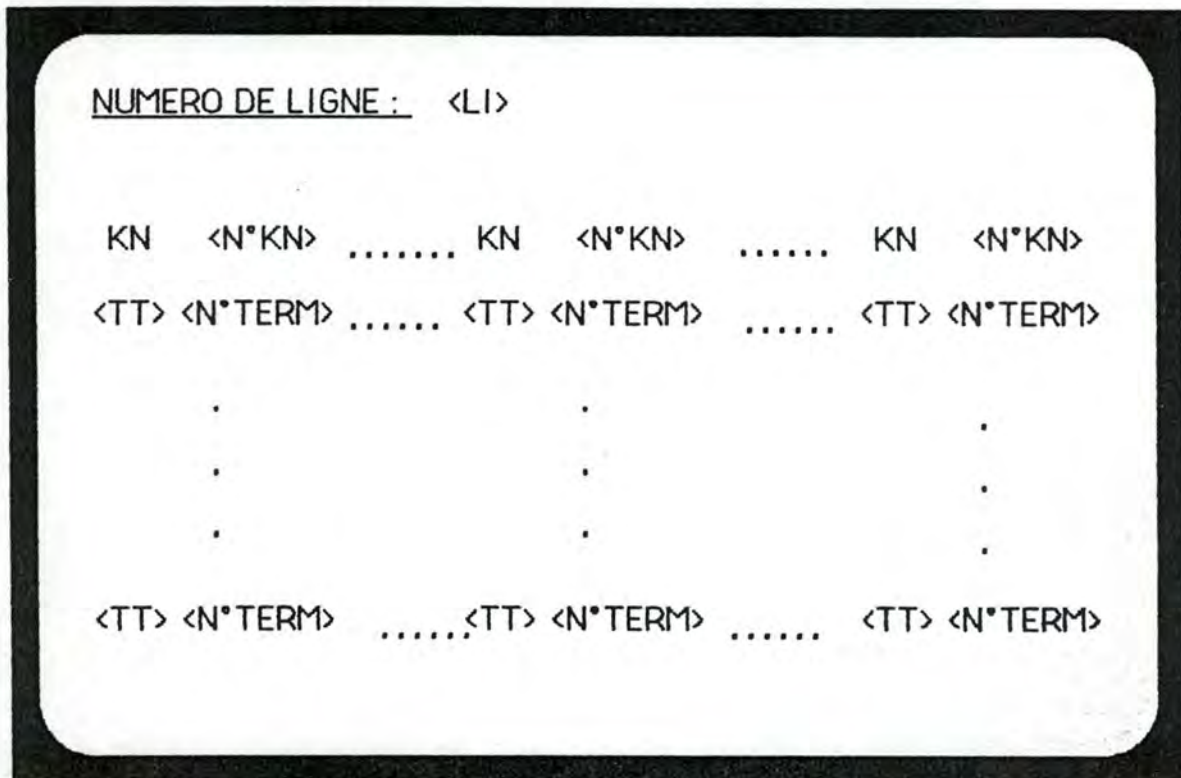 NUMERO DE LIGNE : <LI>
KN <N°KN> ....... KN <N°KN> ...... KN <N°KN>
<TT> <N°TERM> ...... <TT> <N°TERM> ...... <TT> <N°TERM>
. . .
. . .
. . .
<TT> <N°TERM> ...... <TT> <N°TERM> ...... <TT> <N°TERM>